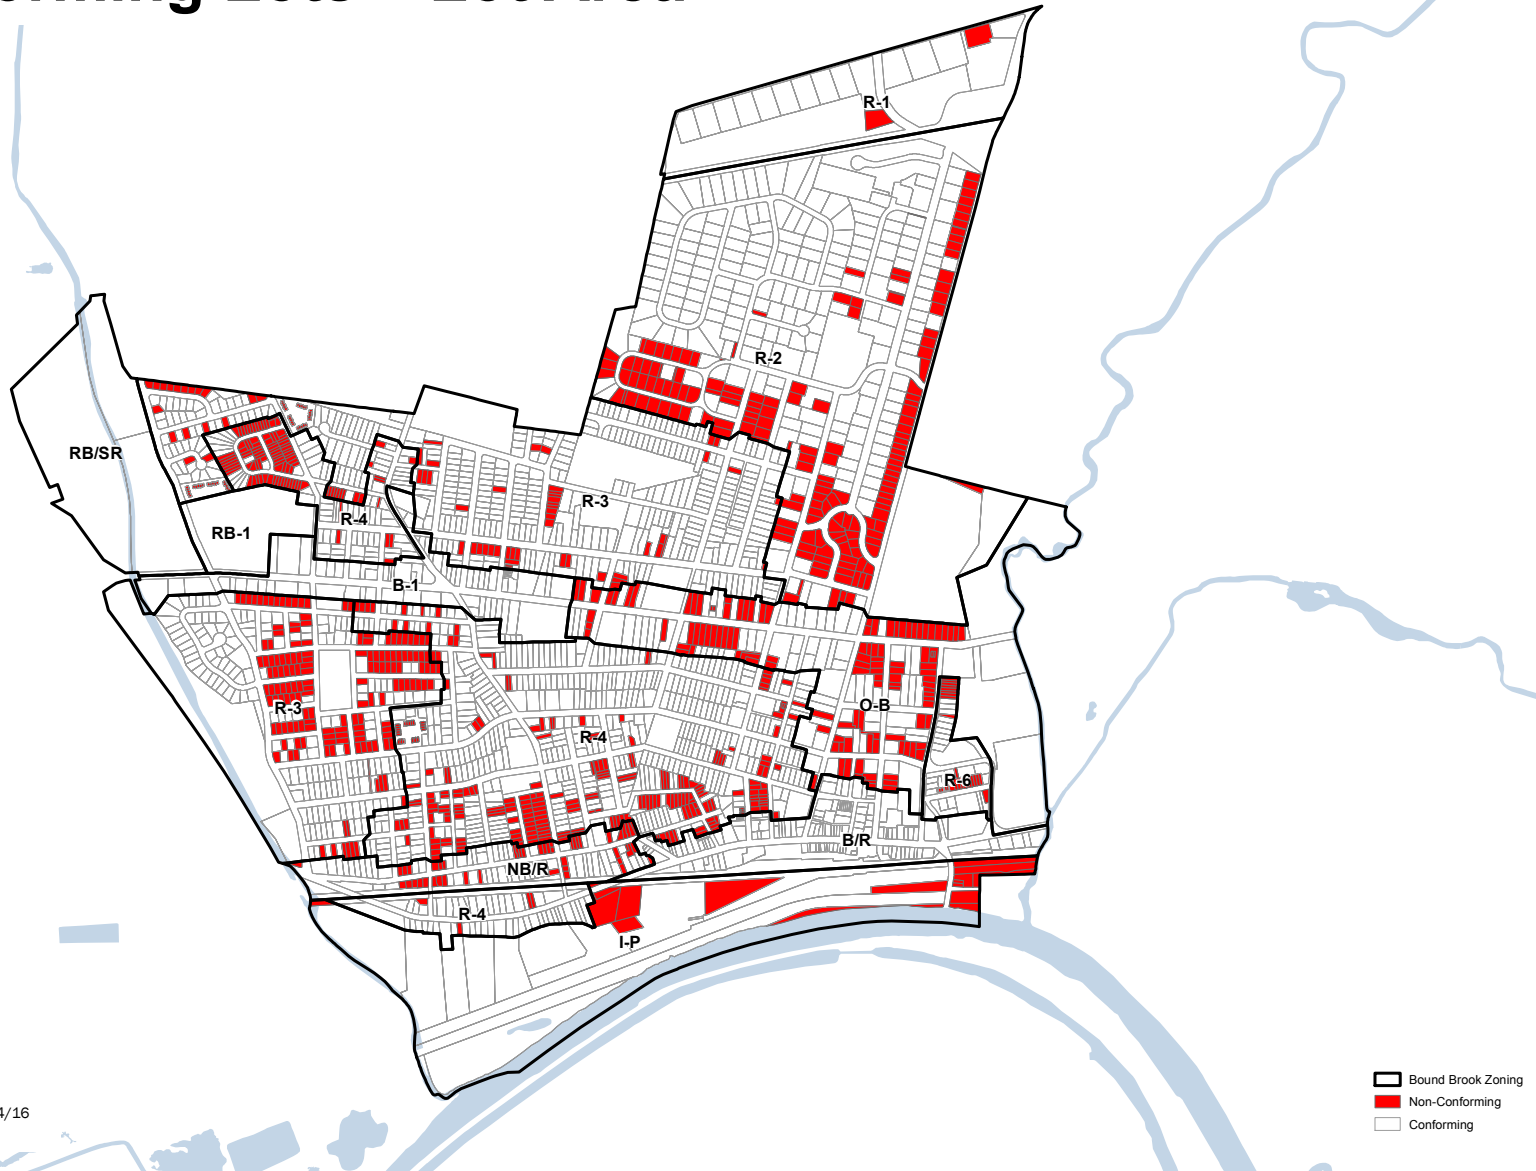 R-1
R-2
RB/SR
R-3
R-4
RB-1
B-1
R-3
O-B
R-4
R-6
B/R
NB/R
R-4
I-P
Bound Brook Zoning
Non-Conforming
Conforming
4/16